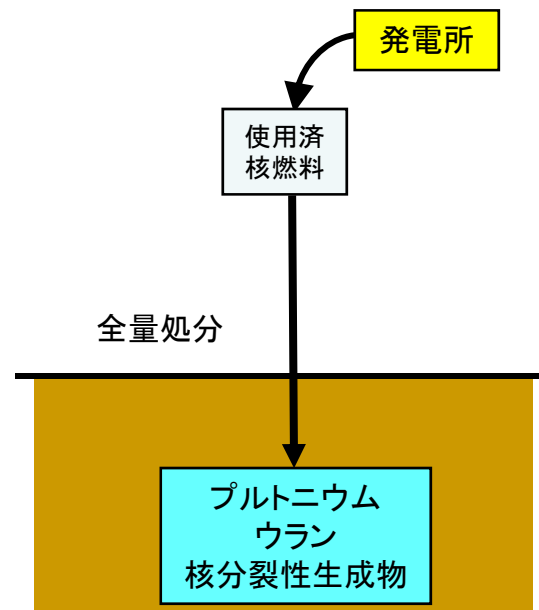 発電所
使用済
核燃料
全量処分
プルトニウム
ウラン
核分裂性生成物